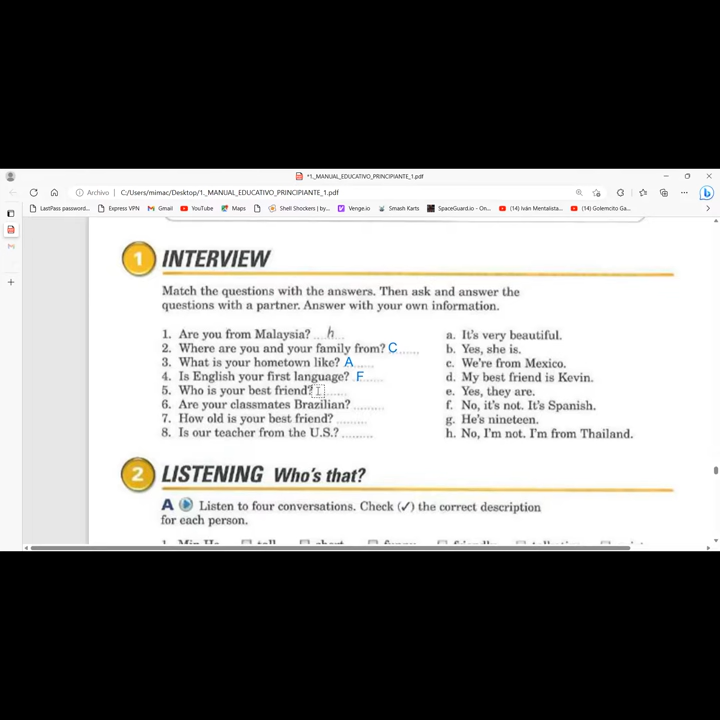 *1._MANUAL_EDUCATIVO_PRINCIPIANTE_1.pdf
Archivo | C:/Users/mimac/Desktop/1._MANUAL_EDUCATIVO_PRINCIPIANTE_1.pdf
LastPass password... Express VPN Gmail YouTube Maps Shell Shockers | by... Venge.io Smash Karts SpaceGuard.io - On... (14) Iván Mentalista... (14) Golemcito Ga...
1 INTERVIEW
Match the questions with the answers. Then ask and answer the
questions with a partner. Answer with your own information.
1. Are you from Malaysia? ...h...
2. Where are you and your family from? C ......
3. What is your hometown like? A ......
4. Is English your first language? F ......
5. Who is your best friend? ......
6. Are your classmates Brazilian? .........
7. How old is your best friend? .........
8. Is our teacher from the U.S.? .........
a. It's very beautiful.
b. Yes, she is.
c. We're from Mexico.
d. My best friend is Kevin.
e. Yes, they are.
f. No, it's not. It's Spanish.
g. He's nineteen.
h. No, I'm not. I'm from Thailand.
2 LISTENING Who's that?
A Listen to four conversations. Check (✓) the correct description
for each person.